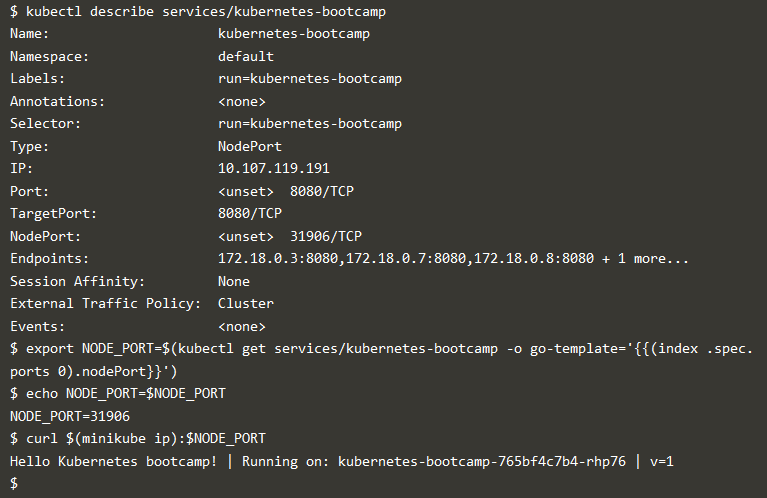 $ kubectl describe services/kubernetes-bootcamp
Name:                     kubernetes-bootcamp
Namespace:                default
Labels:                   run=kubernetes-bootcamp
Annotations:              <none>
Selector:                 run=kubernetes-bootcamp
Type:                     NodePort
IP:                       10.107.119.191
Port:                     <unset>  8080/TCP
TargetPort:               8080/TCP
NodePort:                 <unset>  31906/TCP
Endpoints:                172.18.0.3:8080,172.18.0.7:8080,172.18.0.8:8080 + 1 more...
Session Affinity:         None
External Traffic Policy:  Cluster
Events:                   <none>
$ export NODE_PORT=$(kubectl get services/kubernetes-bootcamp -o go-template='{{(index .spec.
ports 0).nodePort}}')
$ echo NODE_PORT=$NODE_PORT
NODE_PORT=31906
$ curl $(minikube ip):$NODE_PORT
Hello Kubernetes bootcamp! | Running on: kubernetes-bootcamp-765bf4c7b4-rhp76 | v=1
$